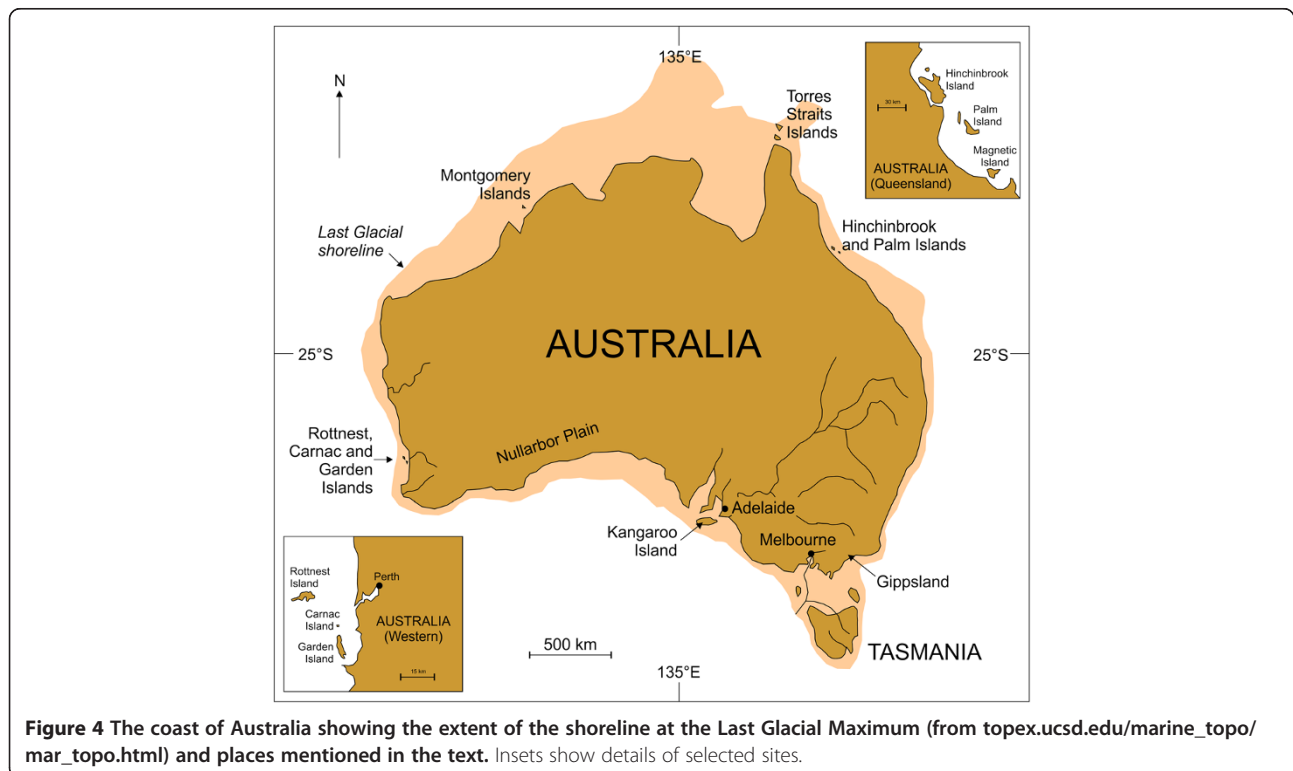 135°E
N
Torres
Straits
Islands
Hinchinbrook
Island
30 km
Palm
Island
Magnetic
Island
AUSTRALIA
(Queensland)
Montgomery
Islands
Last Glacial
shoreline
Hinchinbrook
and Palm Islands
AUSTRALIA
25°S
25°S
Rottnest,
Carnac and
Garden
Islands
Nullarbor Plain
Adelaide
Kangaroo
Island
Melbourne
Gippsland
Rottnest
Island
Perth
Carnac
Island
AUSTRALIA
(Western)
Garden
Island
15 km
500 km
TASMANIA
135°E
Figure 4 The coast of Australia showing the extent of the shoreline at the Last Glacial Maximum (from topex.ucsd.edu/marine_topo/
mar_topo.html) and places mentioned in the text. Insets show details of selected sites.